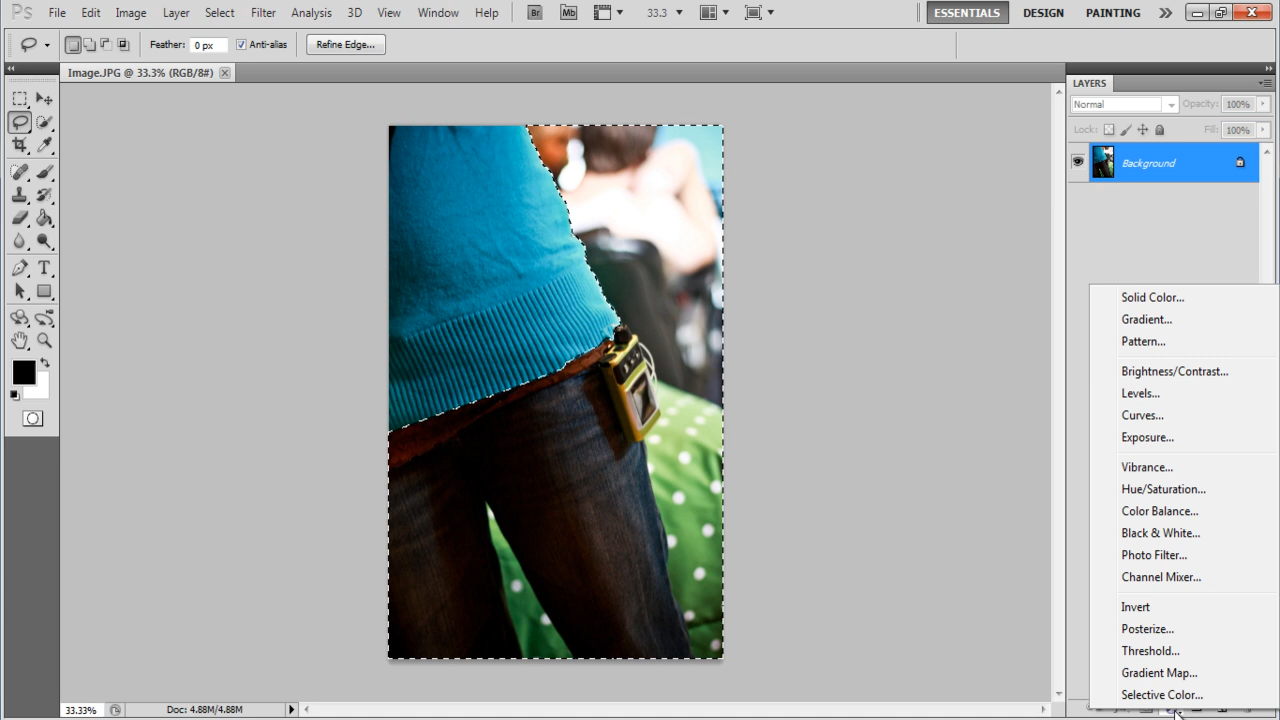 Ps File Edit Image Layer Select Filter Analysis 3D View Window Help Br Mb 33.3 ESSENTIALS DESIGN PAINTING
Feather: 0 px Anti-alias Refine Edge...
Image.JPG @ 33.3% (RGB/8#)
LAYERS
Normal Opacity: 100%
Lock: Fill: 100%
Background
Solid Color...
Gradient...
Pattern...
Brightness/Contrast...
Levels...
Curves...
Exposure...
Vibrance...
Hue/Saturation...
Color Balance...
Black & White...
Photo Filter...
Channel Mixer...
Invert
Posterize...
Threshold...
Gradient Map...
Selective Color...
33.33% Doc: 4.88M/4.88M